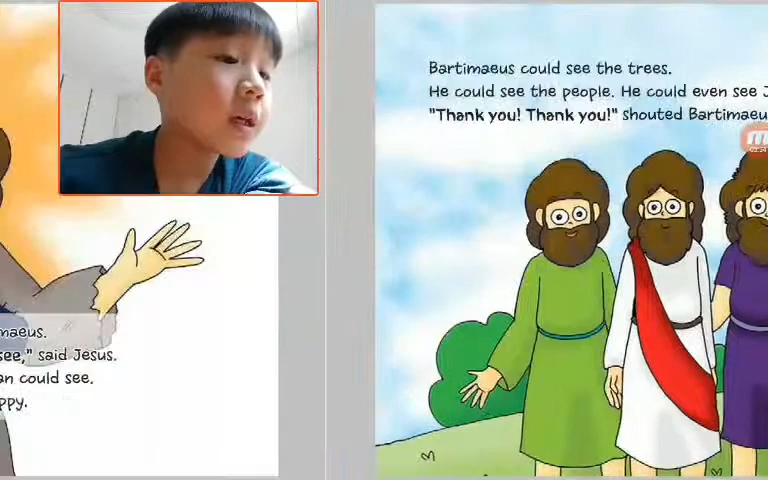 maeus.
see," said Jesus.
an could see.
ppy.
Bartimaeus could see the trees.
He could see the people. He could even see J
"Thank you! Thank you!" shouted Bartimaeu